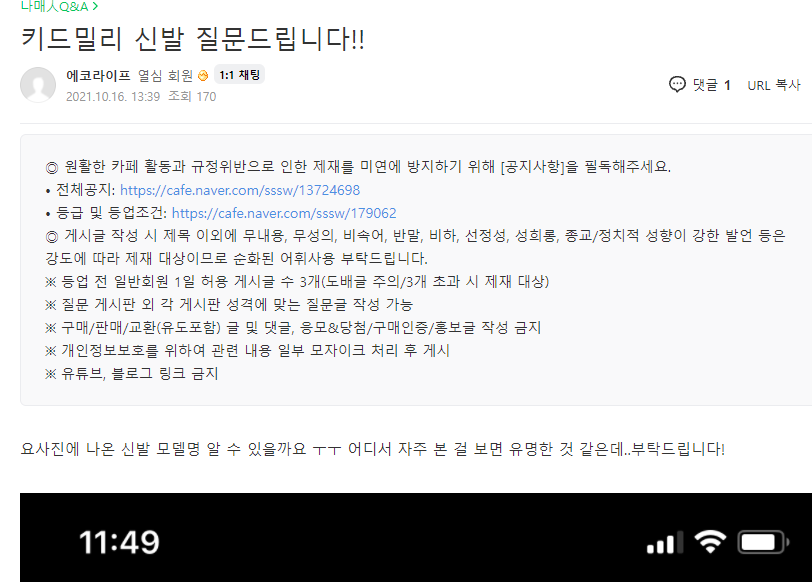 나매人Q&A >
키드밀리 신발 질문드립니다!!
에코라이프 열심 회원 1:1 채팅
2021.10.16. 13:39 조회 170
댓글 1 URL 복사
◎ 원활한 카페 활동과 규정위반으로 인한 제재를 미연에 방지하기 위해 [공지사항]을 필독해주세요.
• 전체공지: https://cafe.naver.com/sssw/13724698
• 등급 및 등업조건: https://cafe.naver.com/sssw/179062
◎ 게시글 작성 시 제목 이외에 무내용, 무성의, 비속어, 반말, 비하, 선정성, 성희롱, 종교/정치적 성향이 강한 발언 등은
강도에 따라 제재 대상이므로 순화된 어휘사용 부탁드립니다.
※ 등업 전 일반회원 1일 허용 게시글 수 3개(도배글 주의/3개 초과 시 제재 대상)
※ 질문 게시판 외 각 게시판 성격에 맞는 질문글 작성 가능
※ 구매/판매/교환(유도포함) 글 및 댓글, 응모&당첨/구매인증/홍보글 작성 금지
※ 개인정보보호를 위하여 관련 내용 일부 모자이크 처리 후 게시
※ 유튜브, 블로그 링크 금지
요사진에 나온 신발 모델명 알 수 있을까요 ㅜㅜ 어디서 자주 본 걸 보면 유명한 것 같은데..부탁드립니다!
11:49